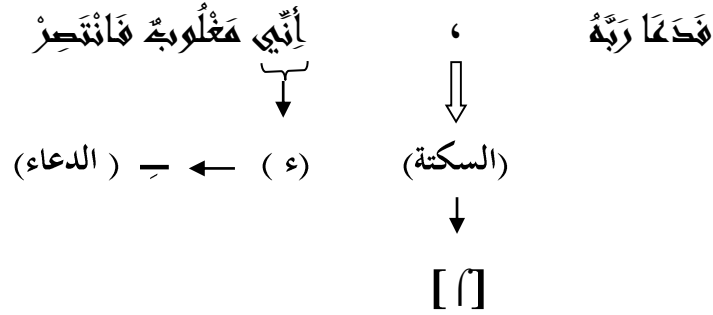 فَدَعَا رَبَّهُ ، أَنِّي مَغْلُوبٌ فَانْتَصِرْ
(السكتة) (ء ) ـِ ( الدعاء)
[ أ ]